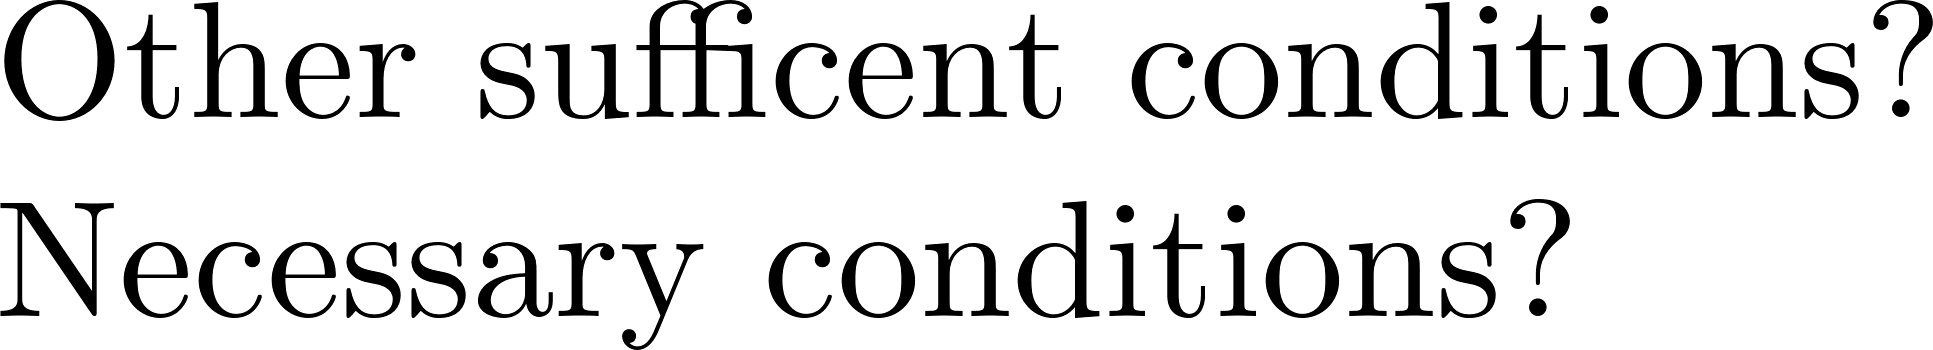 Other sufficent conditions?
Necessary conditions?